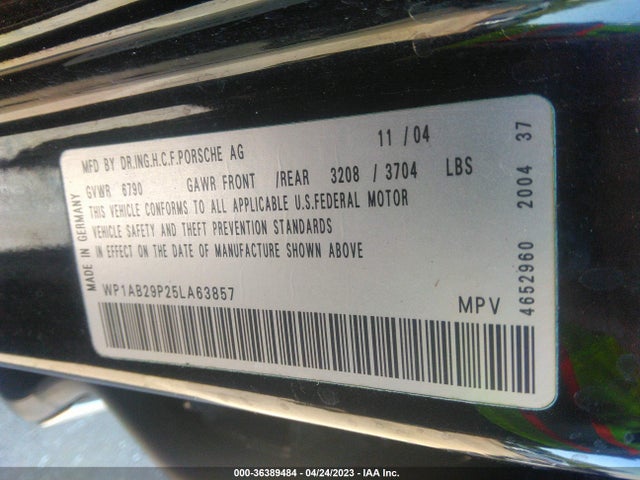 MFD BY DR.ING.H.C.F.PORSCHE AG 11 / 04
GVWR 6790 GAWR FRONT /REAR 3208 / 3704 LBS
THIS VEHICLE CONFORMS TO ALL APPLICABLE U.S.FEDERAL MOTOR
VEHICLE SAFETY AND THEFT PREVENTION STANDARDS
IN EFFECT ON THE DATE OF MANUFACTURE SHOWN ABOVE
WP1AB29P25LA63857
MPV
MADE IN GERMANY
4652960 2004 37
000-36389484 - 04/24/2023 - IAA Inc.